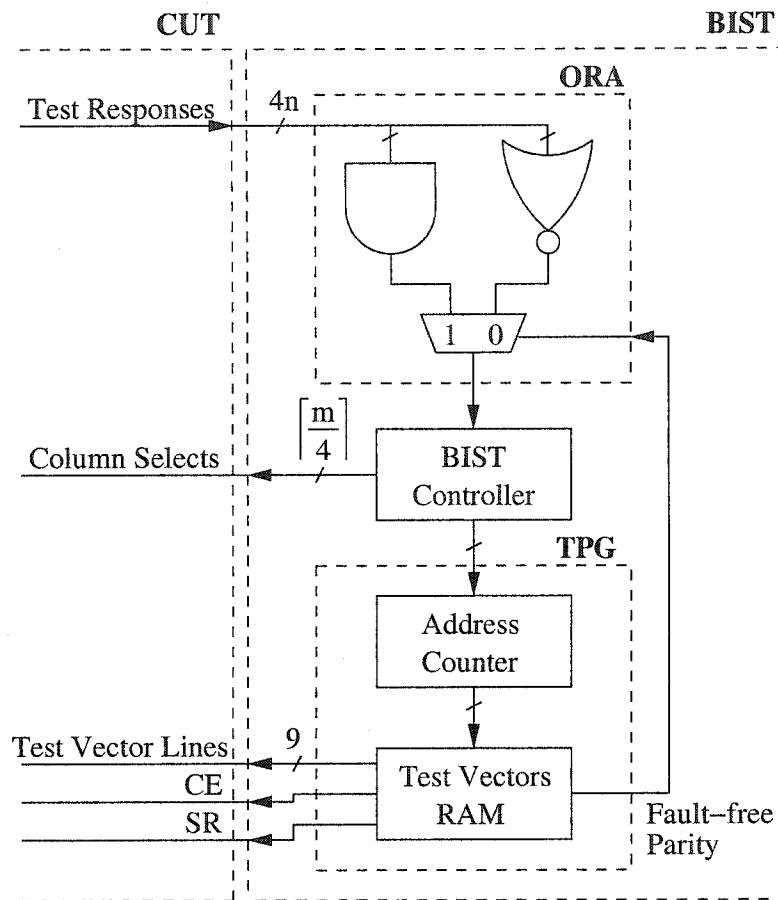 CUT
BIST
ORA
Test Responses
4n
1 0
⌈m/4⌉
Column Selects
BIST
Controller
TPG
Address
Counter
Test Vector Lines
9
CE
SR
Test Vectors
RAM
Fault–free
Parity